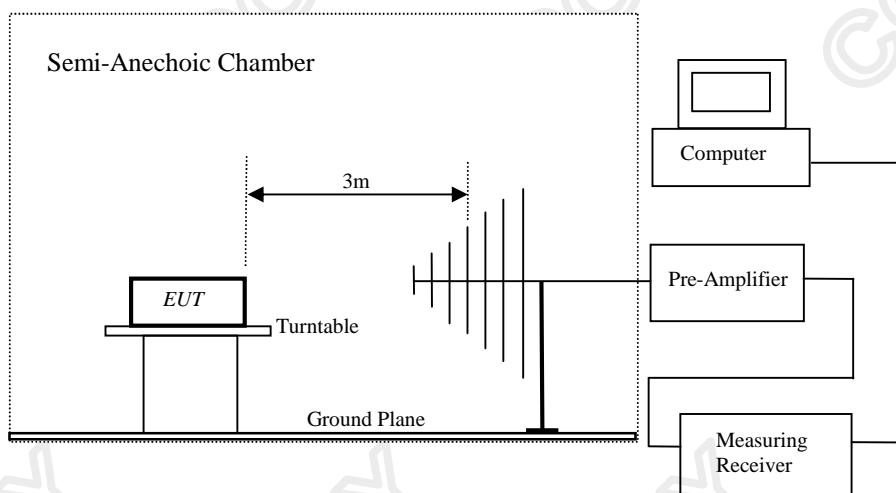 Semi-Anechoic Chamber
Computer
3m
Pre-Amplifier
EUT
Turntable
Ground Plane
Measuring
Receiver